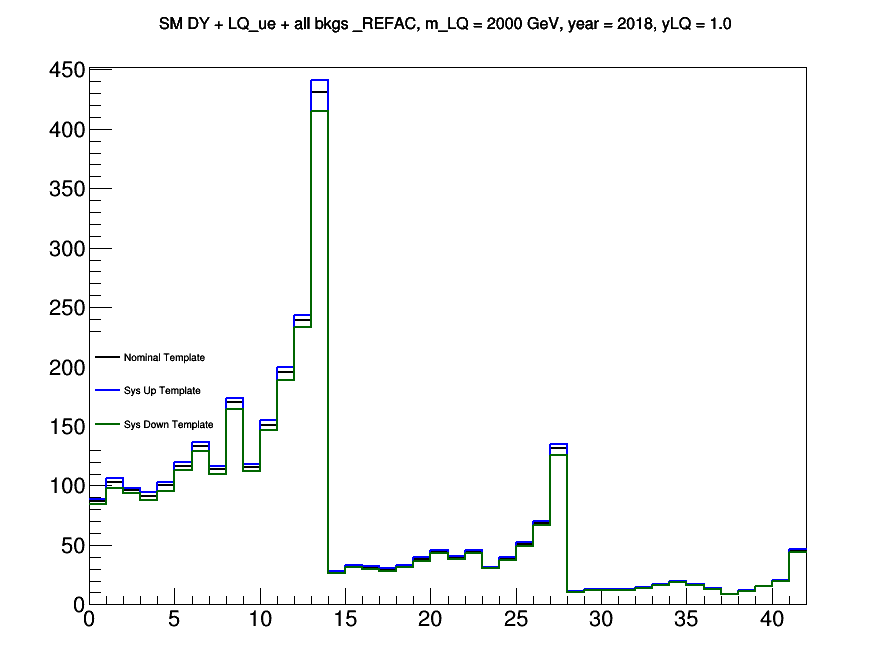 SM DY + LQ_ue + all bkgs _REFAC, m_LQ = 2000 GeV, year = 2018, yLQ = 1.0
450
400
350
300
250
200
Nominal Template
Sys Up Template
150
Sys Down Template
100
50
0
0 5 10 15 20 25 30 35 40